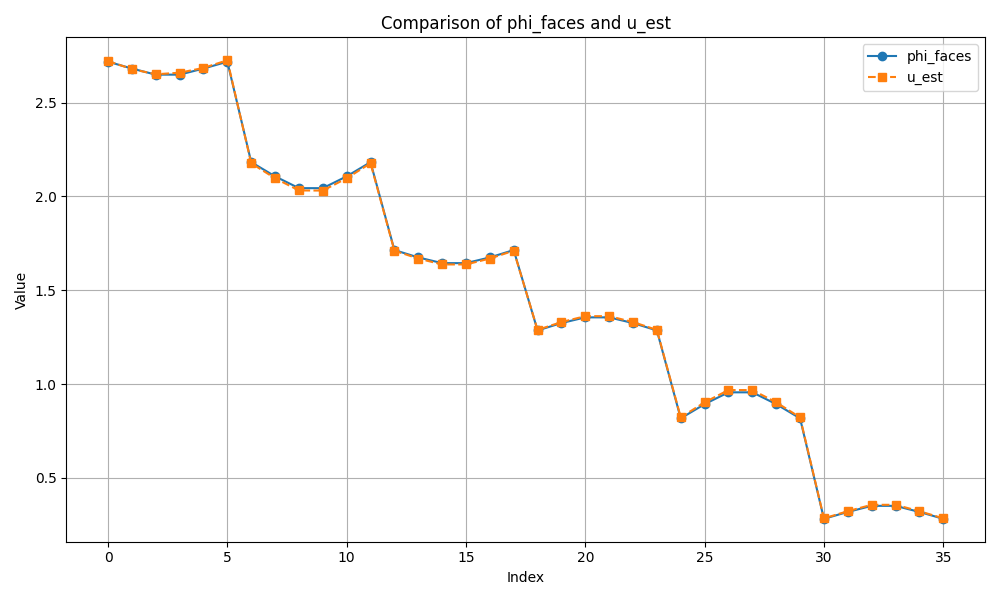 Comparison of phi_faces and u_est
phi_faces
u_est
Value
2.5
2.0
1.5
1.0
0.5
0 5 10 15 20 25 30 35
Index